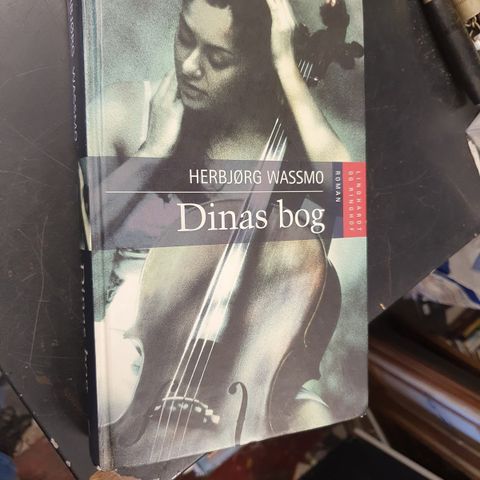 HERBJØRG WASSMO
Dinas bog
ROMAN
LINDHARDT
OG RINGHOF